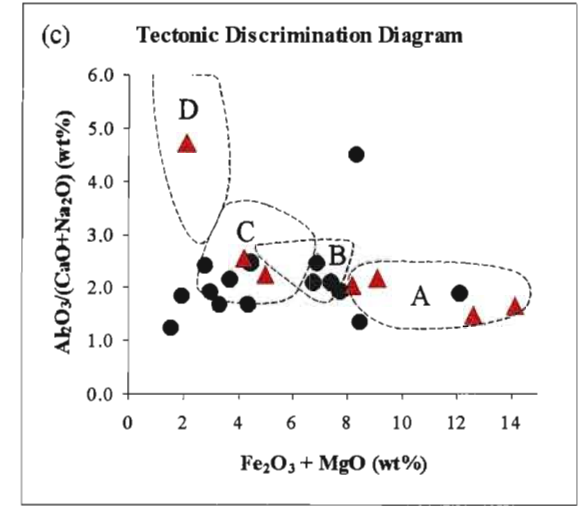 (c) Tectonic Discrimination Diagram
Al₂O₃/(CaO+Na₂O) (wt%)
6.0
5.0
4.0
3.0
2.0
1.0
0.0
D
C
B
A
0 2 4 6 8 10 12 14
Fe₂O₃ + MgO (wt%)